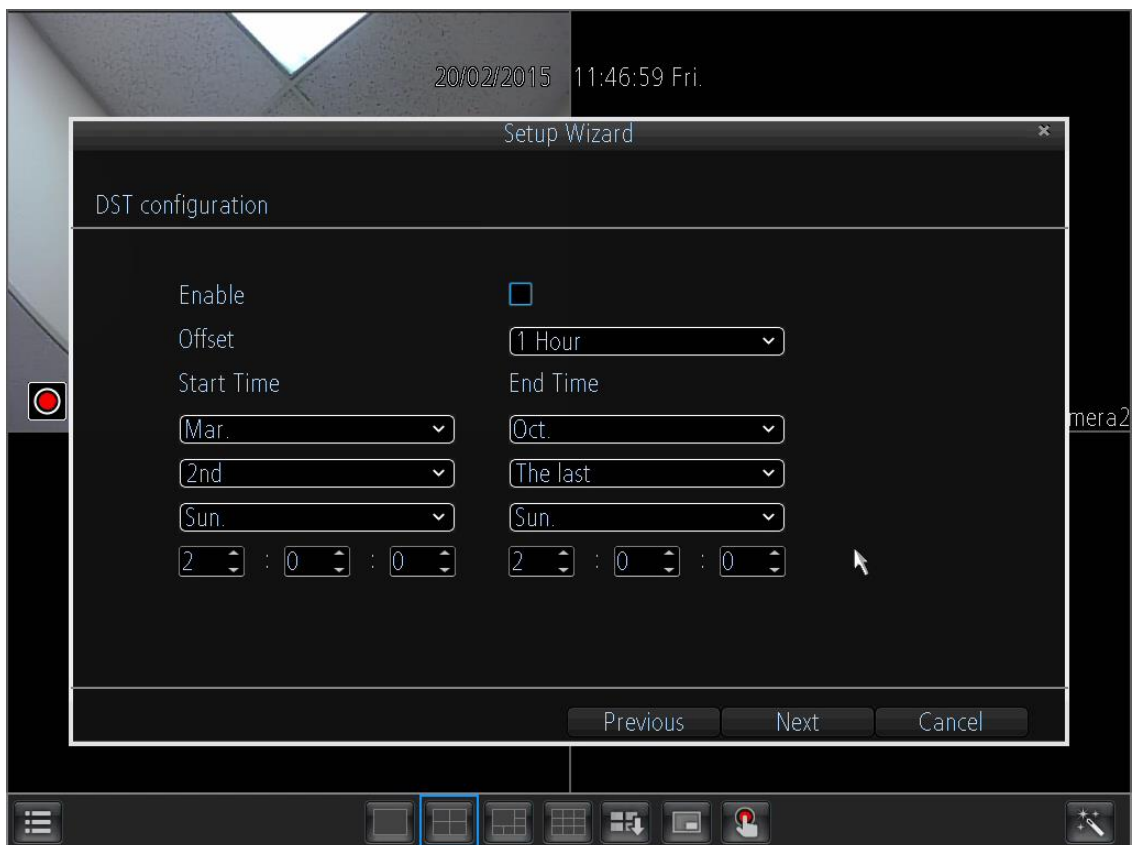 20/02/2015 11:46:59 Fri.
Setup Wizard
DST configuration
Enable
Offset 1 Hour
Start Time End Time
Mar. Oct.
2nd The last
Sun. Sun.
2 : 0 : 0 2 : 0 : 0
mera2
Previous Next Cancel